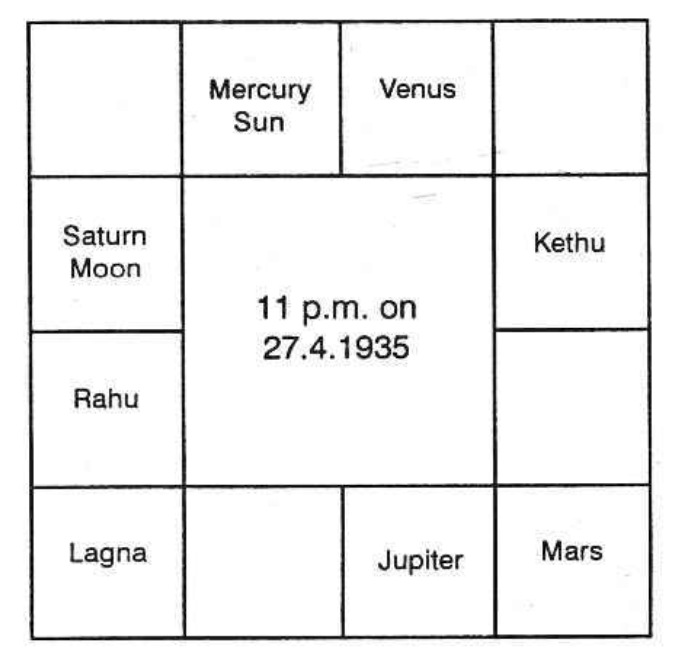 Mercury
Sun
Venus
Saturn
Moon
Kethu
11 p.m. on
27.4.1935
Rahu
Lagna
Jupiter
Mars